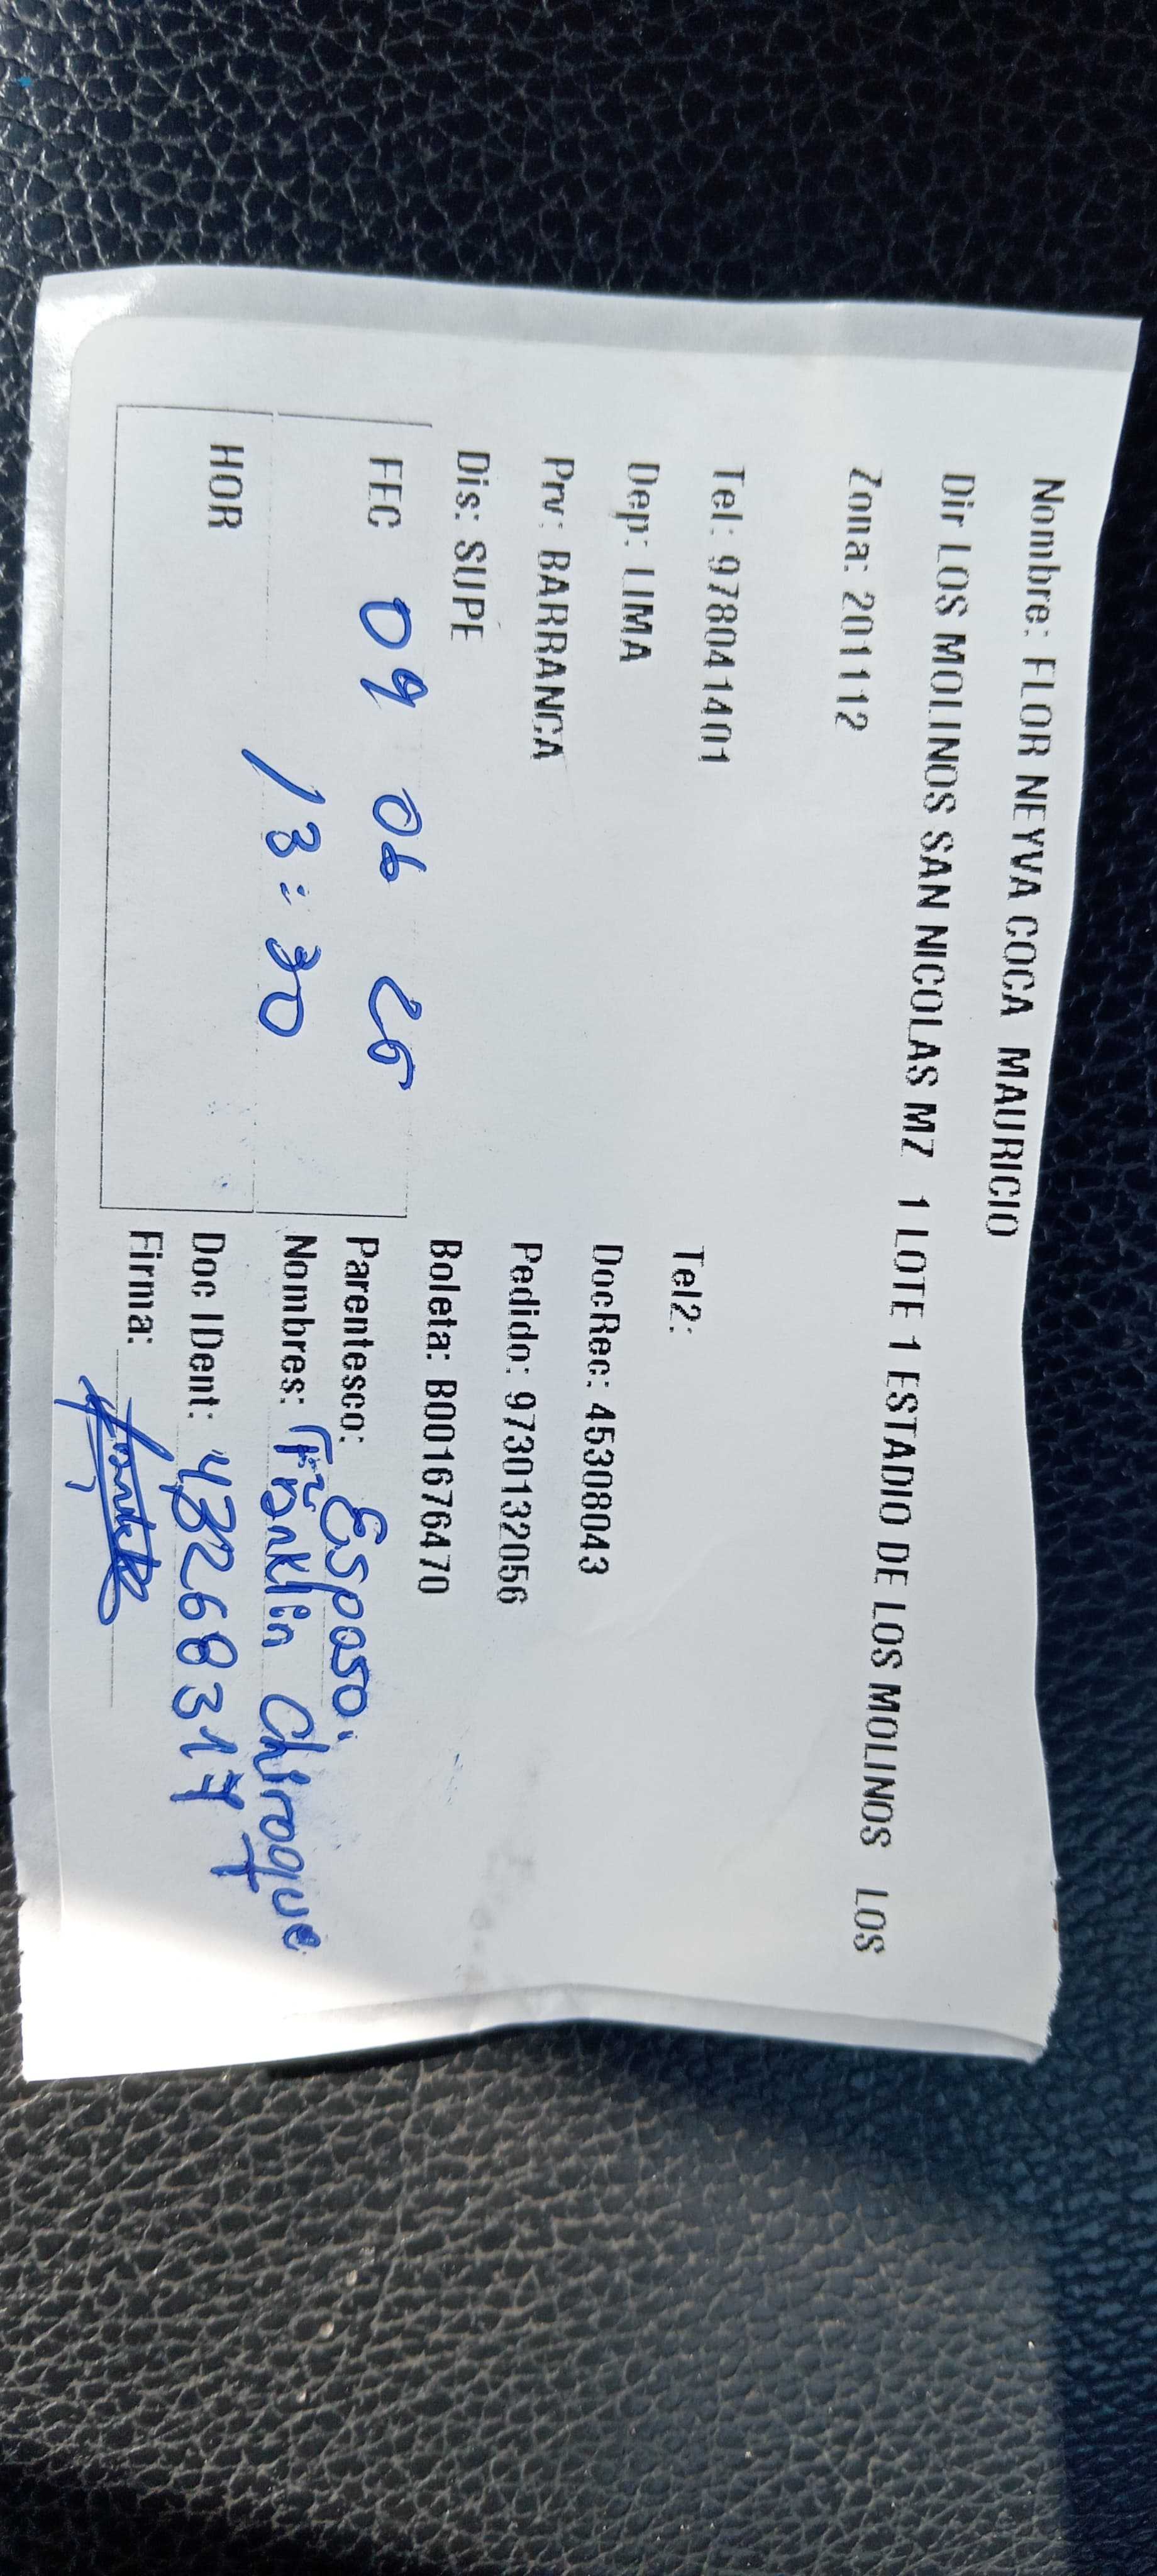 Nombre: FLOR NEYVA COCA MAURICIO
Dir LOS MOLINOS SAN NICOLAS MZ 1 LOTE 1 ESTADIO DE LOS MOLINOS LOS
Zona: 201112
Tel: 978041401 Tel2:
Dep: LIMA DocRec: 45308043
Prv: BARRANCA Pedido: 9730132056
Dis: SUPE Boleta: B001676470
FEC 09 06 25 Parentesco: Esposo.
HOR 13:30 Nombres: Franklin Chiroque
Doc IDent: 43268317
Firma: